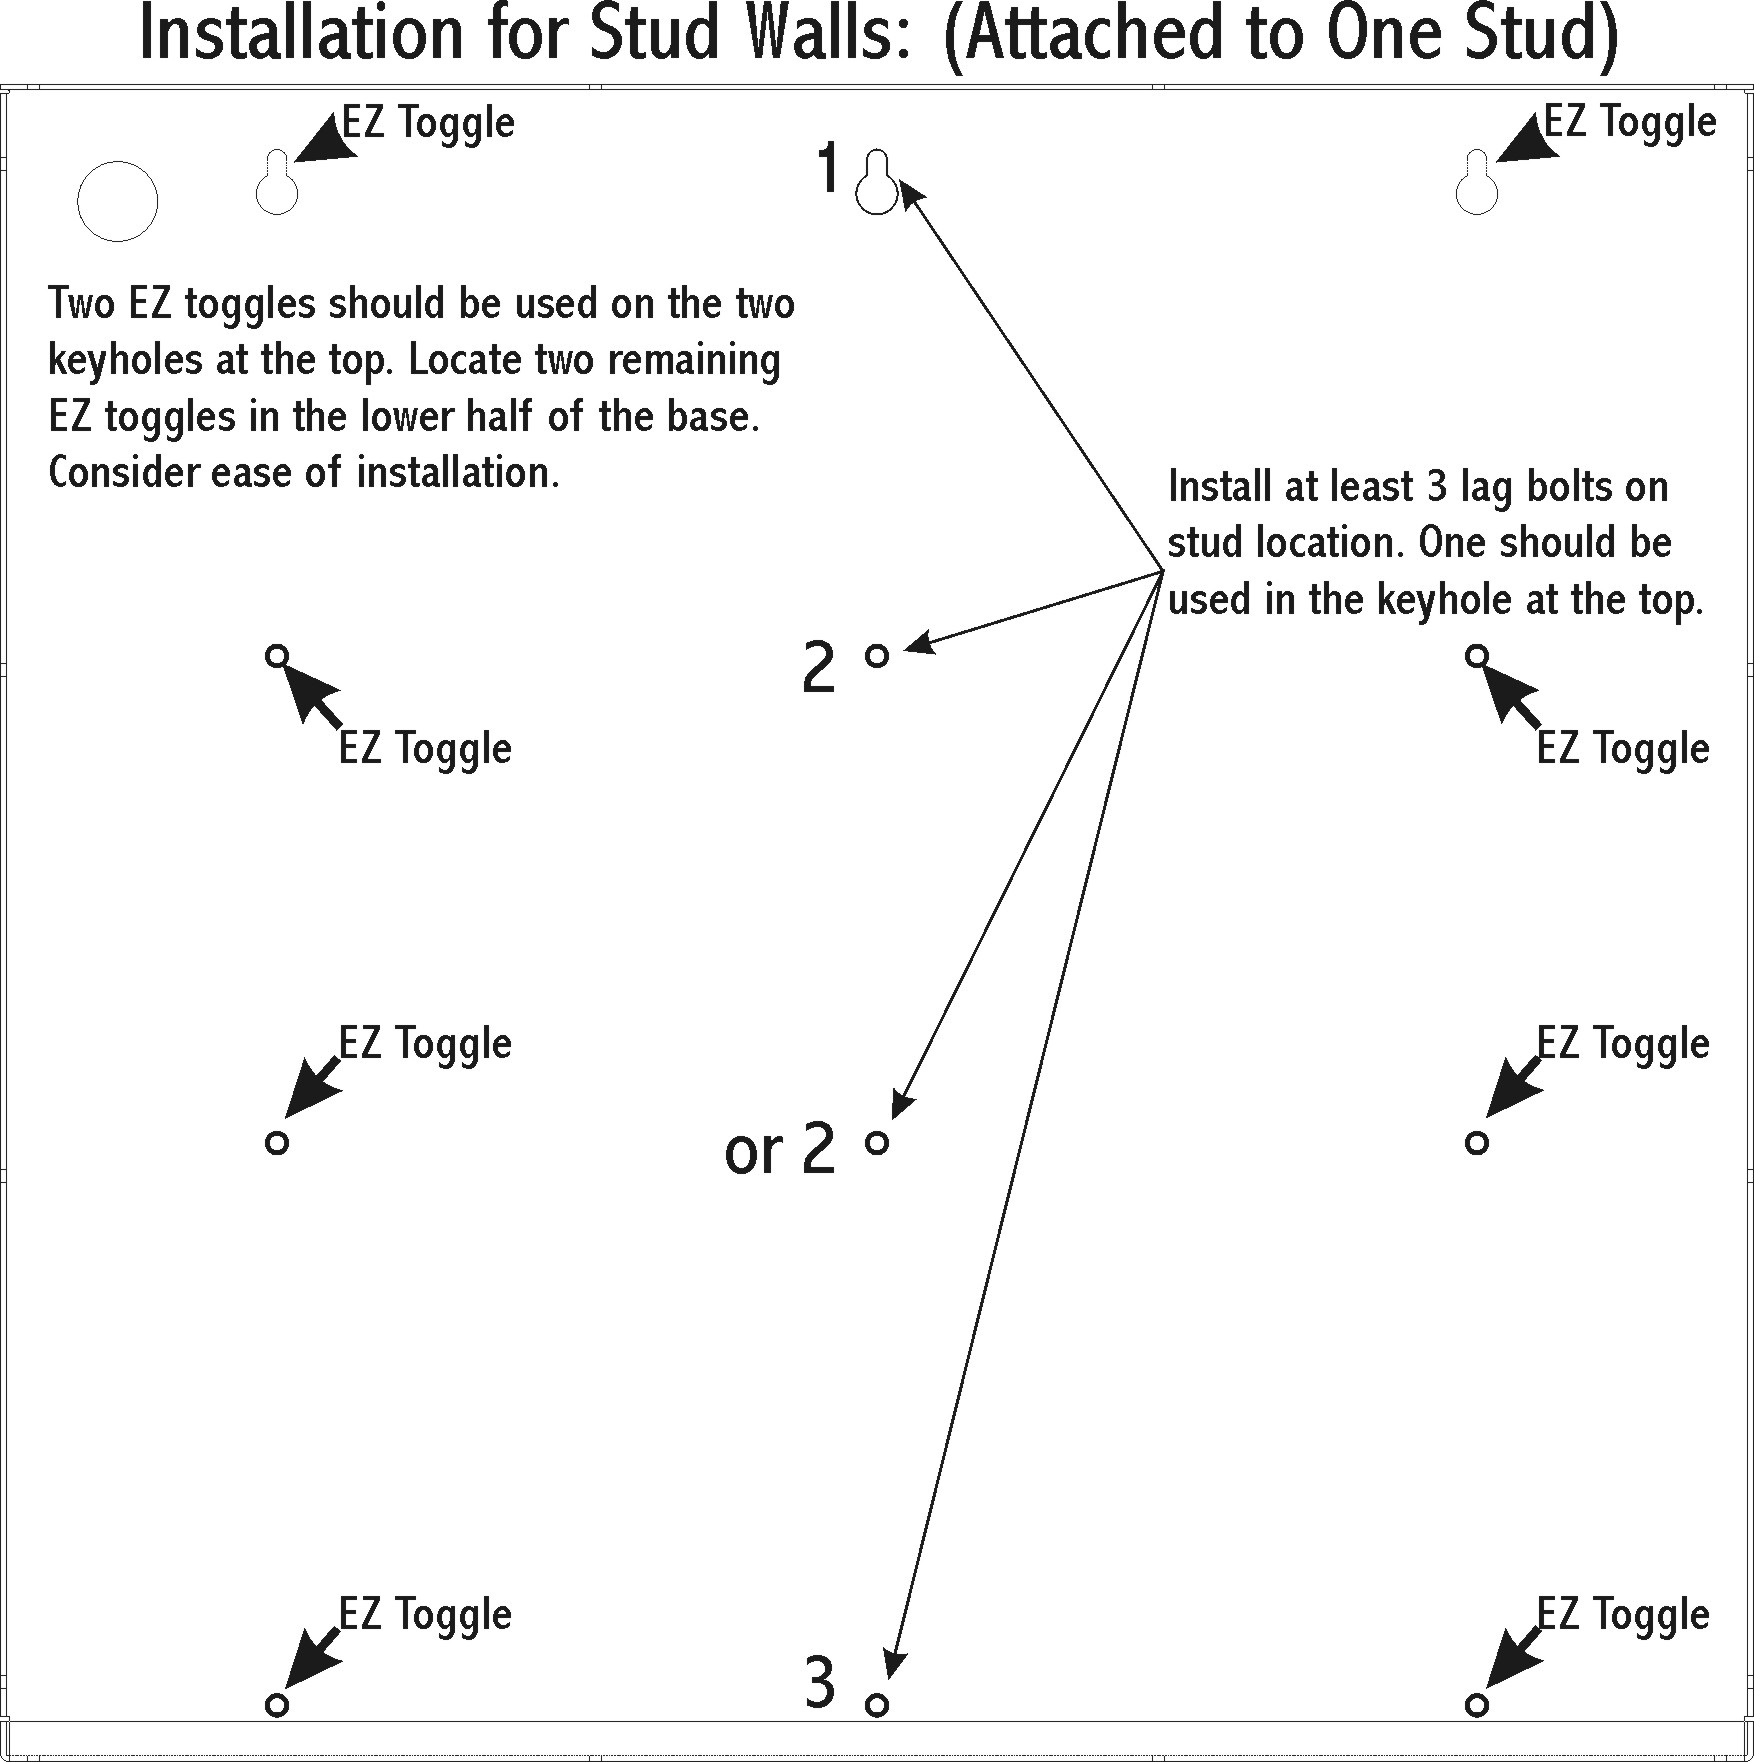 Installation for Stud Walls: (Attached to One Stud)
EZ Toggle
1
EZ Toggle
Two EZ toggles should be used on the two
keyholes at the top. Locate two remaining
EZ toggles in the lower half of the base.
Consider ease of installation.
Install at least 3 lag bolts on
stud location. One should be
used in the keyhole at the top.
2
EZ Toggle
EZ Toggle
EZ Toggle
EZ Toggle
or 2
EZ Toggle
EZ Toggle
3